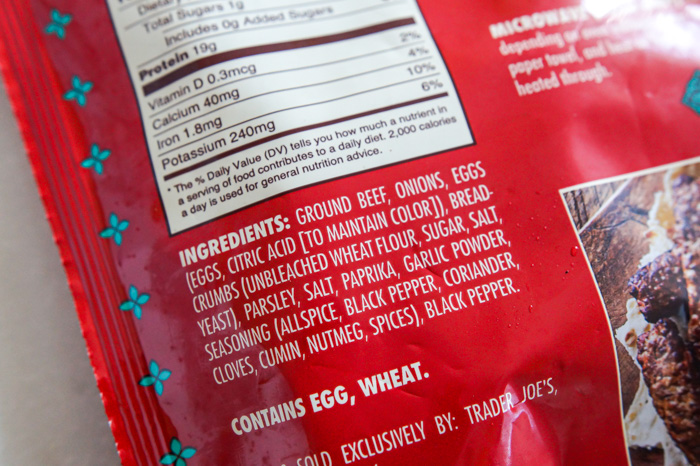 Dietary
Total Sugars 1g
Includes 0g Added Sugars
Protein 19g
Vitamin D 0.3mcg 2%
Calcium 40mg 4%
Iron 1.8mg 10%
Potassium 240mg 6%
* The % Daily Value (DV) tells you how much a nutrient in
a serving of food contributes to a daily diet. 2,000 calories
a day is used for general nutrition advice.
MICROWAVE
depending
paper towel, and
heated through.
INGREDIENTS: GROUND BEEF, ONIONS, EGGS
(EGGS, CITRIC ACID [TO MAINTAIN COLOR]), BREAD-
CRUMBS (UNBLEACHED WHEAT FLOUR, SUGAR, SALT,
YEAST), PARSLEY, SALT, PAPRIKA, GARLIC POWDER,
SEASONING (ALLSPICE, BLACK PEPPER, CORIANDER,
CLOVES, CUMIN, NUTMEG, SPICES), BLACK PEPPER.
CONTAINS EGG, WHEAT.
SOLD EXCLUSIVELY BY: TRADER JOE'S,